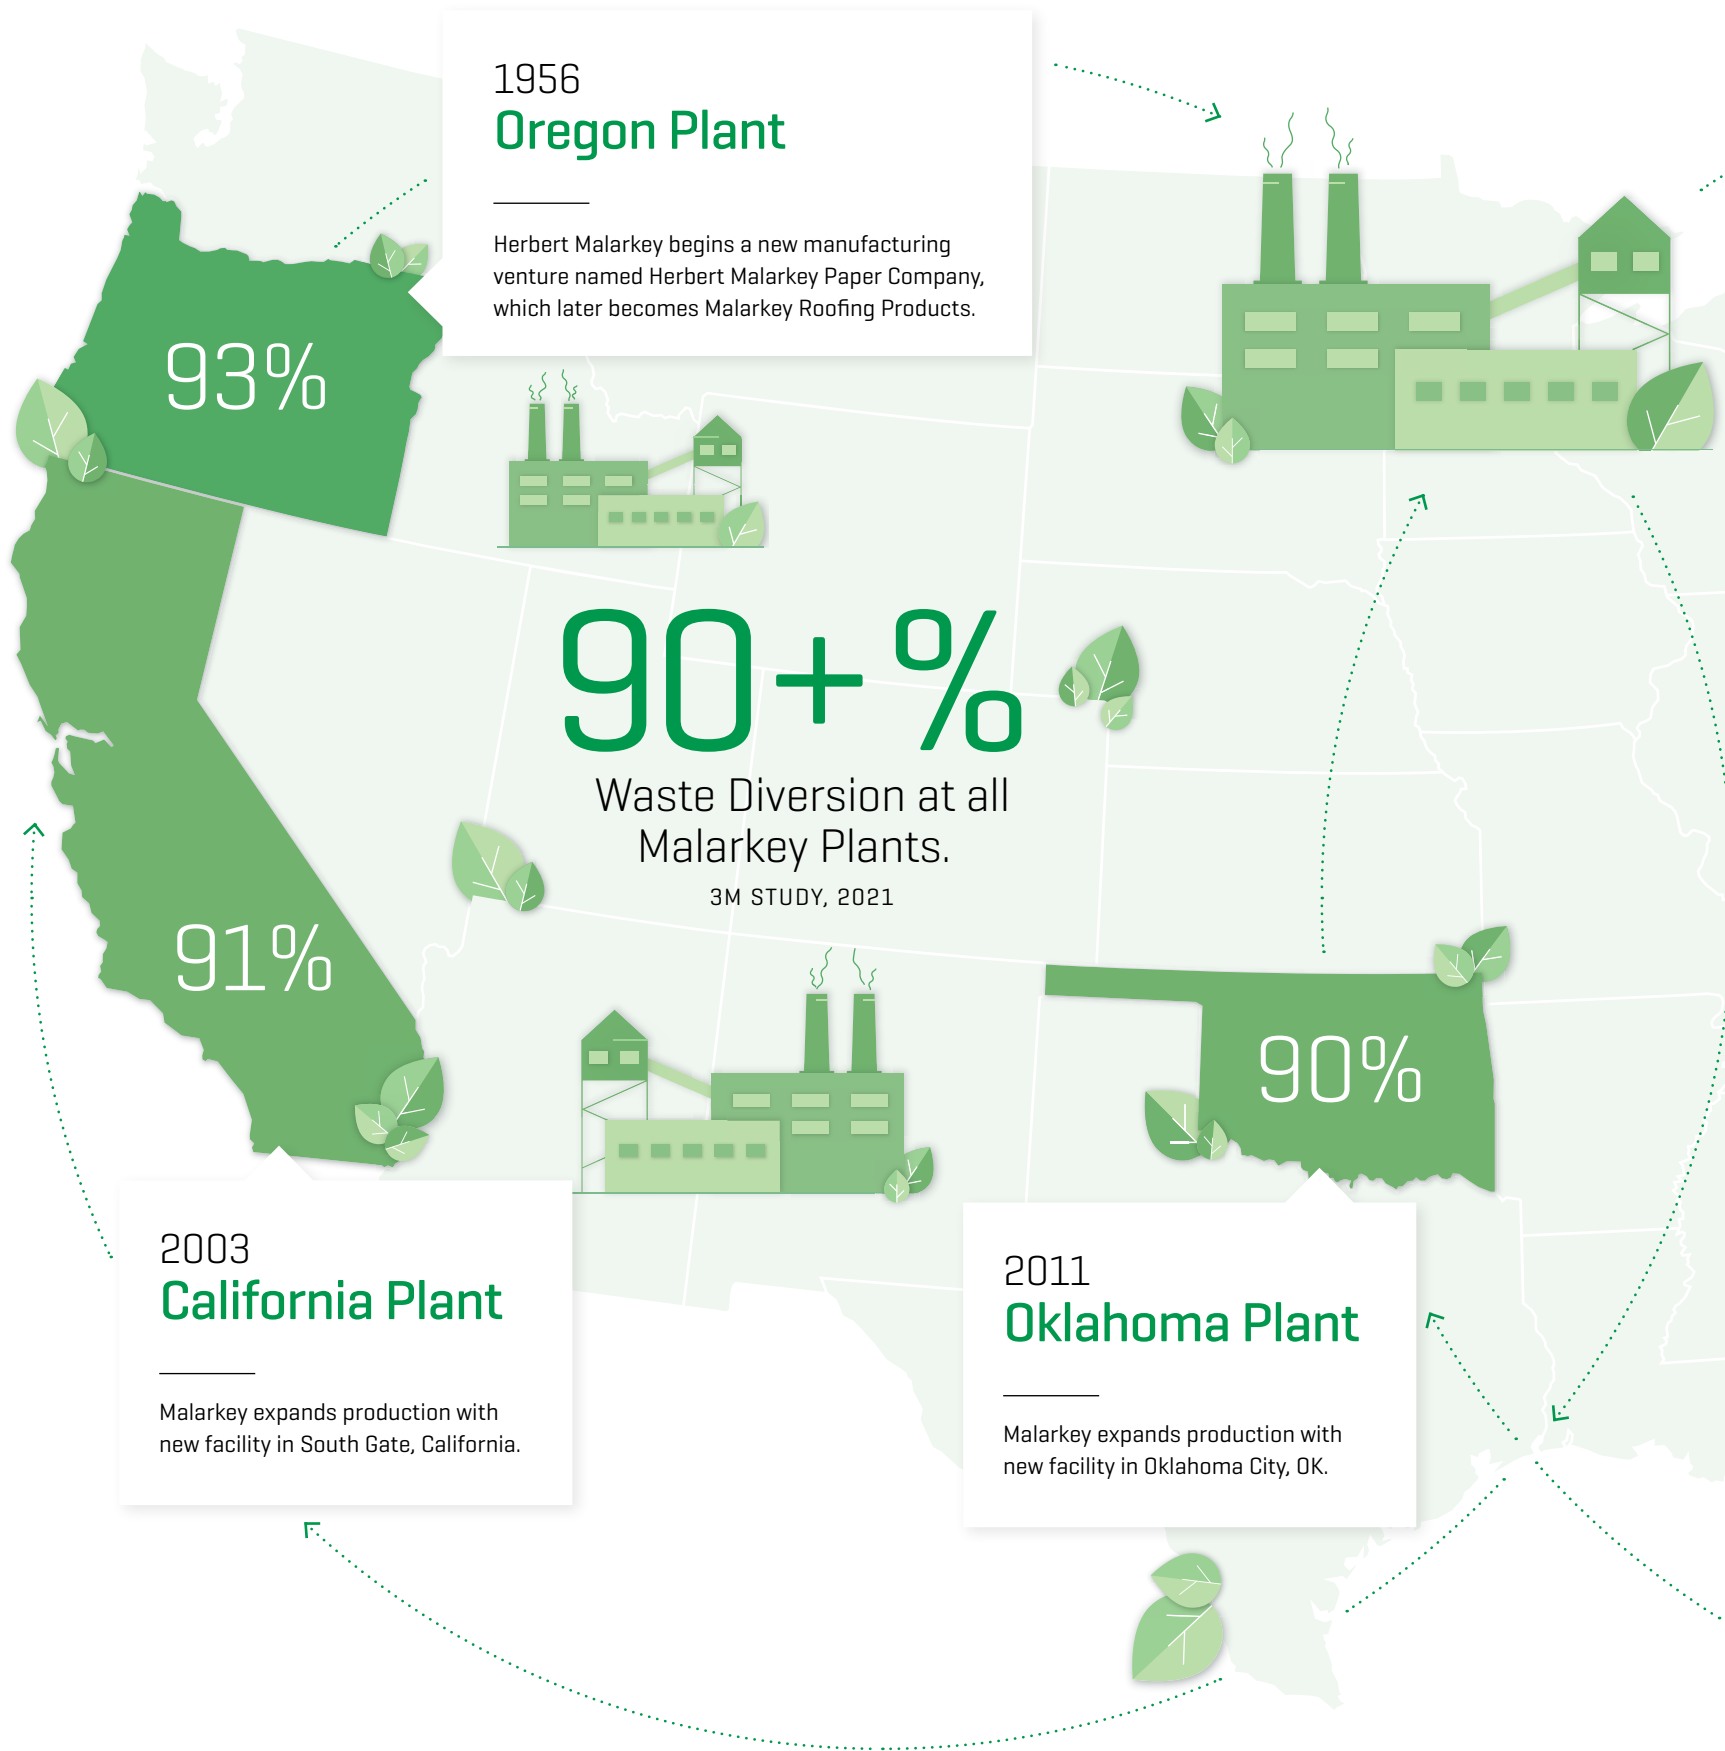 1956
Oregon Plant
Herbert Malarkey begins a new manufacturing
venture named Herbert Malarkey Paper Company,
which later becomes Malarkey Roofing Products.
93%
90+%
Waste Diversion at all
Malarkey Plants.
3M STUDY, 2021
91%
90%
2003
California Plant
Malarkey expands production with
new facility in South Gate, California.
2011
Oklahoma Plant
Malarkey expands production with
new facility in Oklahoma City, OK.